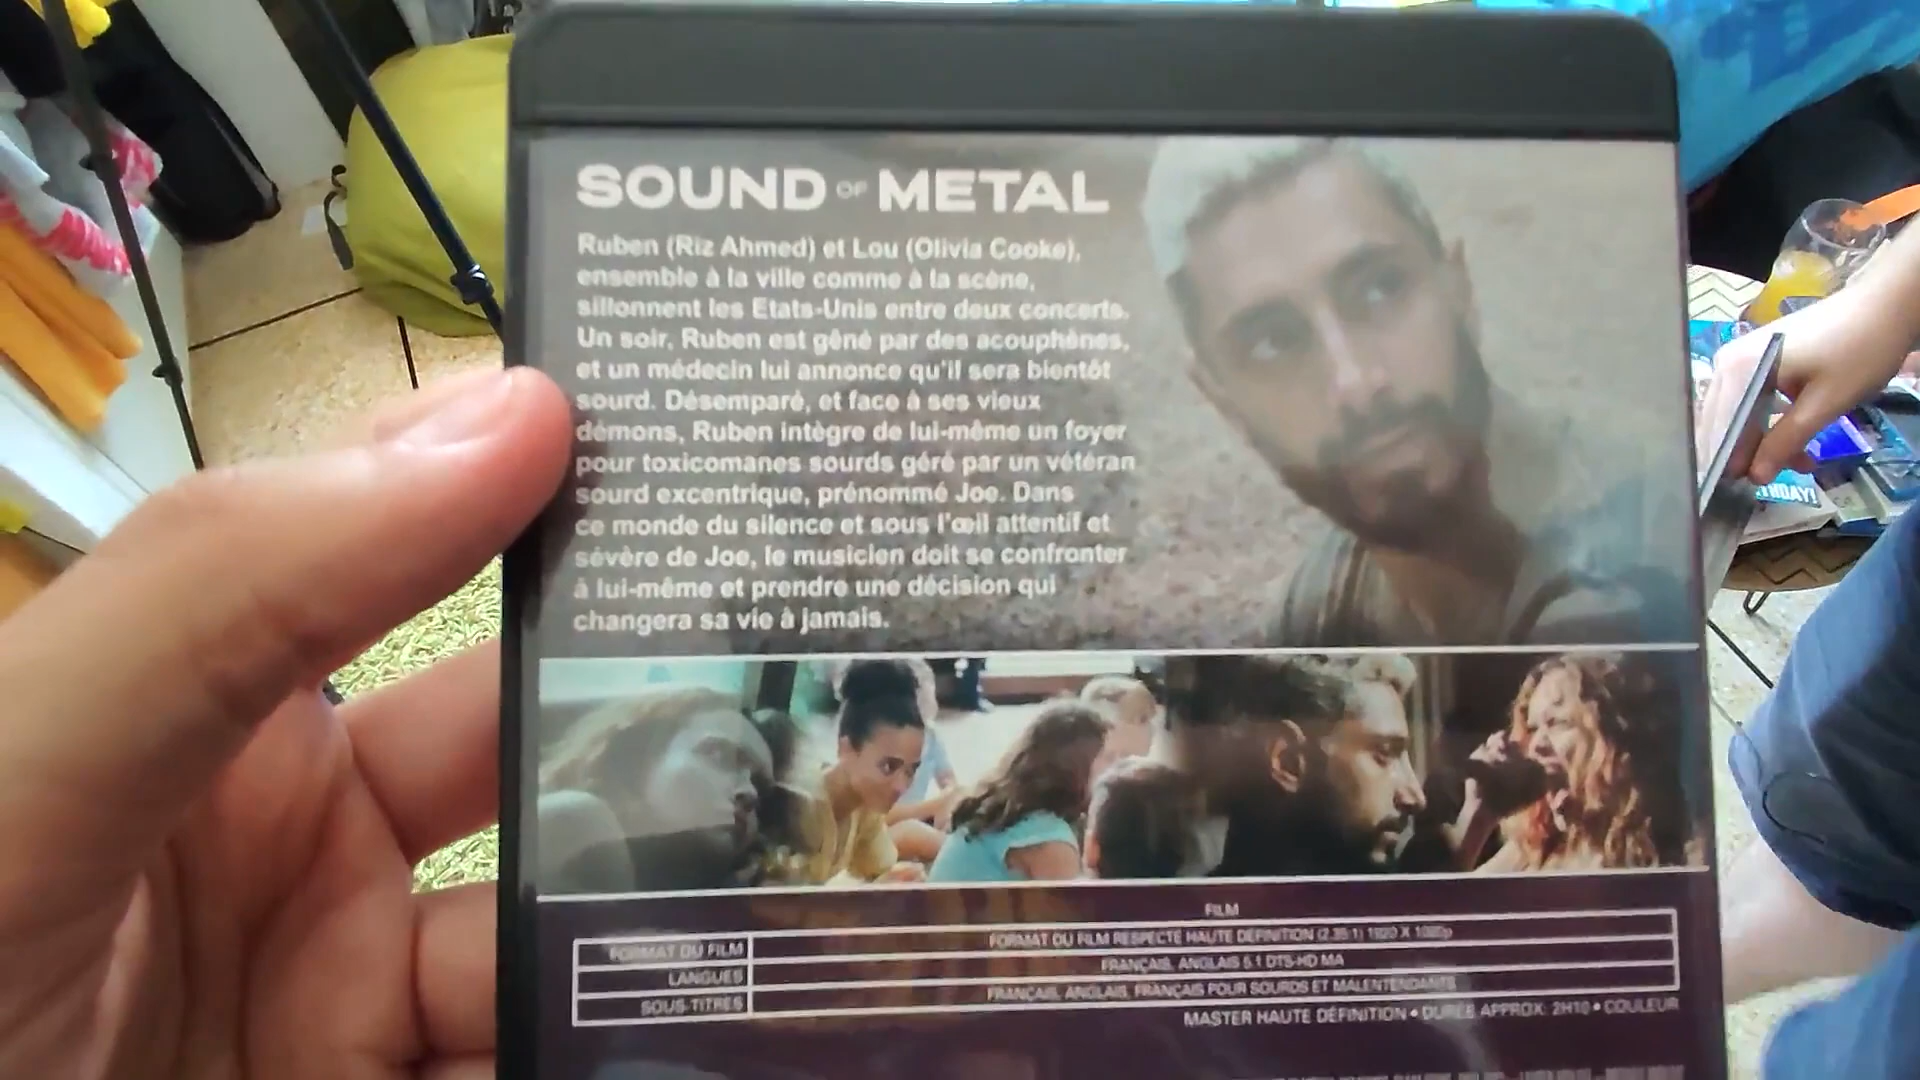 SOUND OF METAL
Ruben (Riz Ahmed) et Lou (Olivia Cooke),
ensemble à la ville comme à la scène,
sillonnent les Etats-Unis entre deux concerts.
Un soir, Ruben est gêné par des acouphènes,
et un médecin lui annonce qu'il sera bientôt
sourd. Désemparé, et face à ses vieux
démons, Ruben intègre de lui-même un foyer
pour toxicomanes sourds géré par un vétéran
sourd excentrique, prénommé Joe. Dans
ce monde du silence et sous l'œil attentif et
sévère de Joe, le musicien doit se confronter
à lui-même et prendre une décision qui
changera sa vie à jamais.
FILM
FORMAT DU FILM FORMAT DU FILM RESPECTÉ HAUTE DÉFINITION (2.35:1) 1920 X 1080p
LANGUES FRANÇAIS, ANGLAIS 5.1 DTS-HD MA
SOUS-TITRES FRANÇAIS, ANGLAIS, FRANÇAIS POUR SOURDS ET MALENTENDANTS
MASTER HAUTE DÉFINITION • DURÉE APPROX: 2H10 • COULEUR